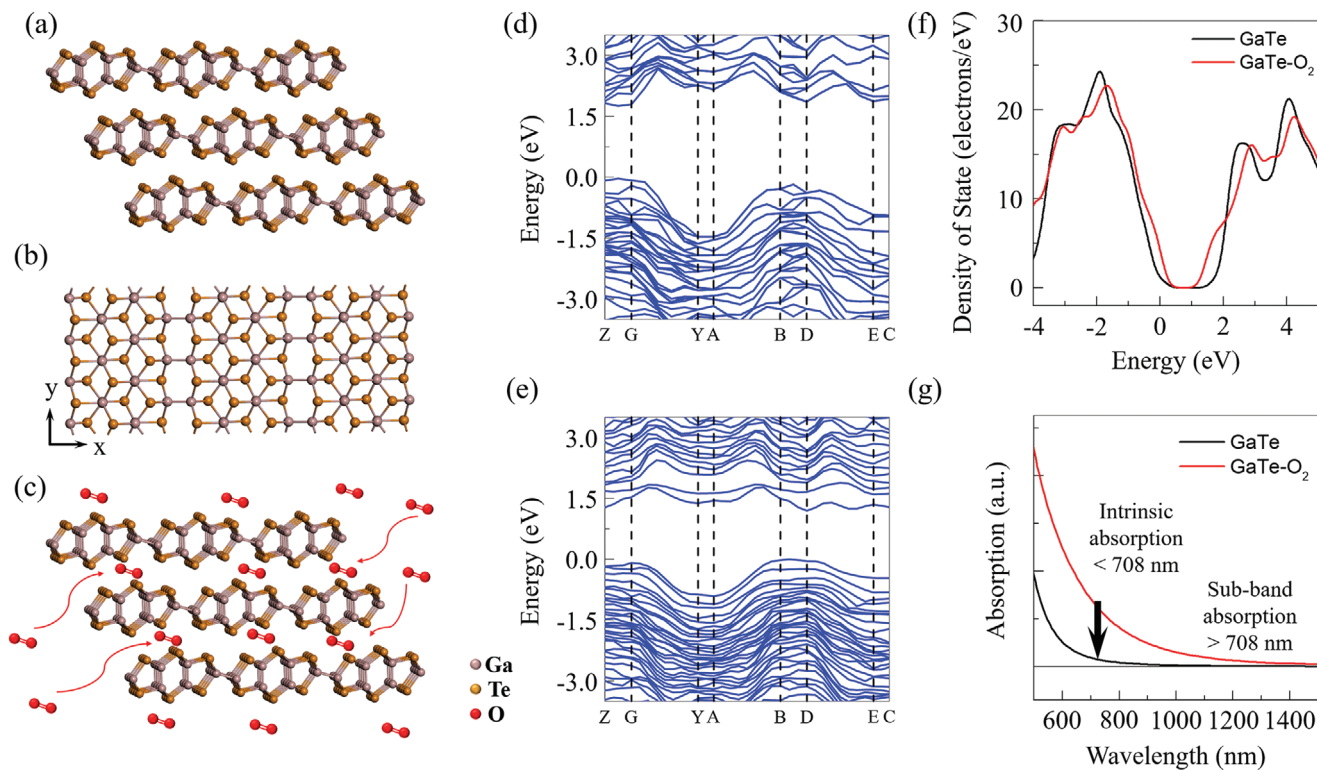 (a)
(b)
y
x
(c)
Ga
Te
O
(d)
Energy (eV)
3.0
1.5
0.0
-1.5
-3.0
Z G Y A B D E C
(e)
Energy (eV)
3.0
1.5
0.0
-1.5
-3.0
Z G Y A B D E C
(f)
Density of State (electrons/eV)
30
20
10
0
GaTe
GaTe-O₂
-4 -2 0 2 4
Energy (eV)
(g)
Absorption (a.u.)
GaTe
GaTe-O₂
Intrinsic
absorption
< 708 nm
Sub-band
absorption
> 708 nm
600 800 1000 1200 1400
Wavelength (nm)